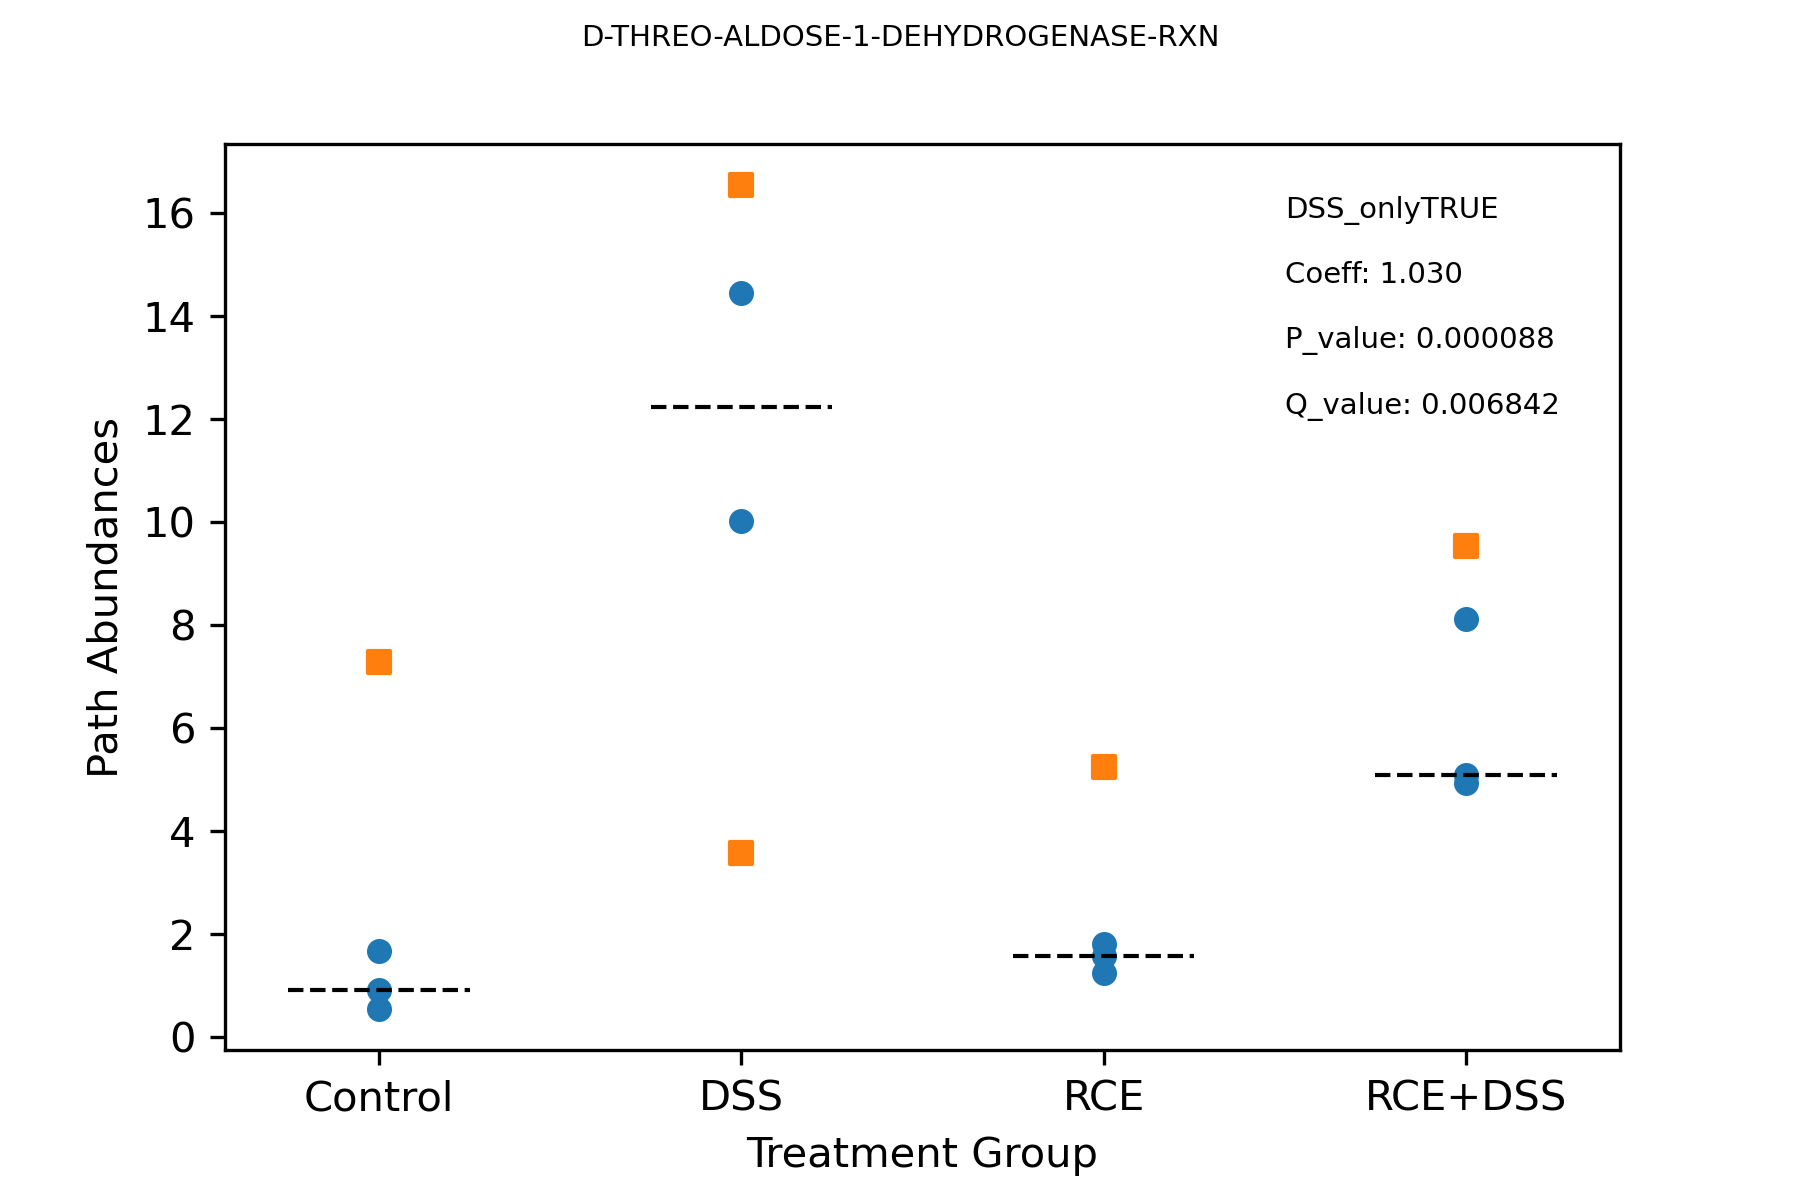 D-THREO-ALDOSE-1-DEHYDROGENASE-RXN
16
14
12
10
8
6
4
2
0
Path Abundances
DSS_onlyTRUE
Coeff: 1.030
P_value: 0.000088
Q_value: 0.006842
Control
DSS
RCE
RCE+DSS
Treatment Group